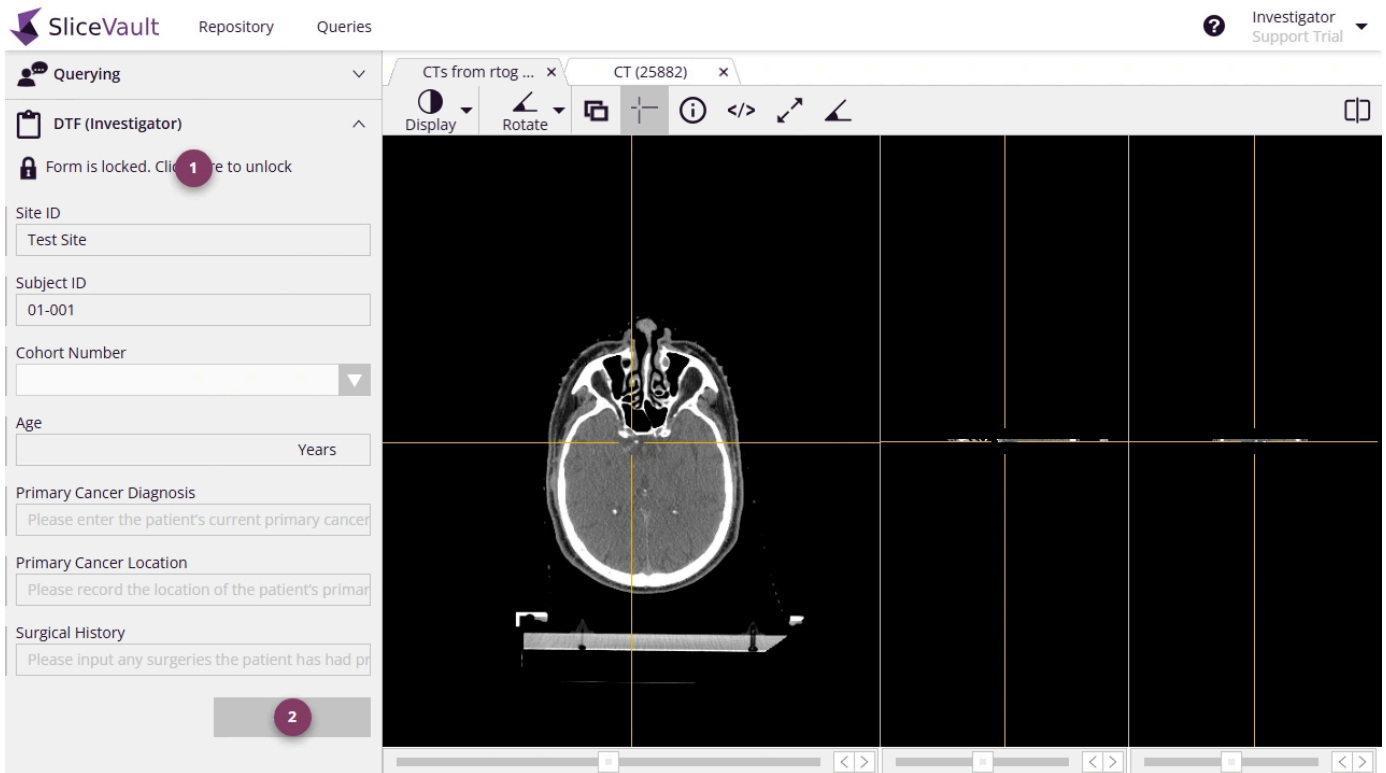 SliceVault
Repository
Queries
Investigator
Support Trial
Querying
DTF (Investigator)
Form is locked. Clic 1 re to unlock
Site ID
Test Site
Subject ID
01-001
Cohort Number
Age
Years
Primary Cancer Diagnosis
Please enter the patient's current primary cancer
Primary Cancer Location
Please record the location of the patient's primar
Surgical History
Please input any surgeries the patient has had pr
2
CTs from rtog ... ×
CT (25882) ×
Display
Rotate
</>